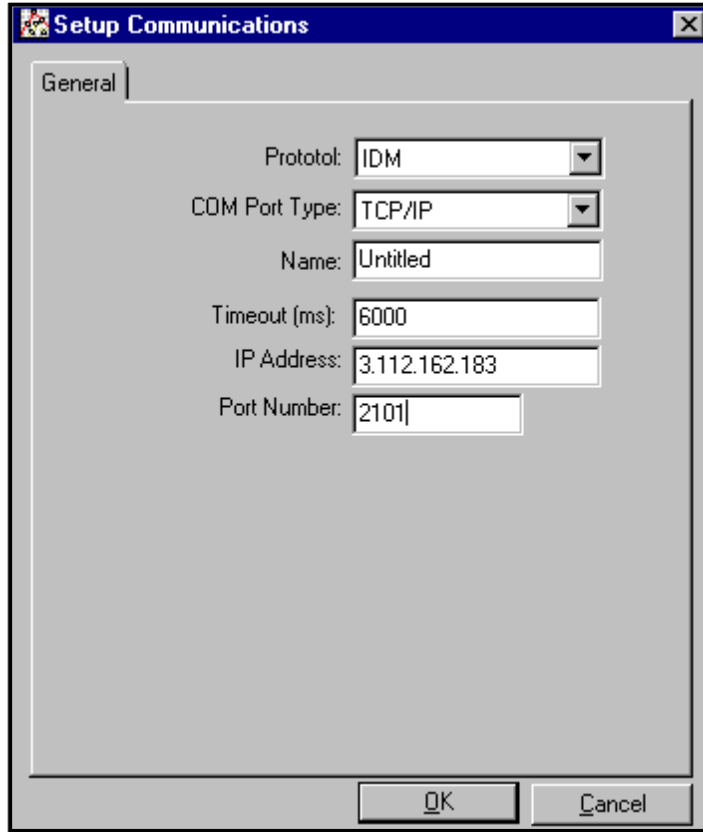 Setup Communications
General
Prototol: IDM
COM Port Type: TCP/IP
Name: Untitled
Timeout (ms): 6000
IP Address: 3.112.162.183
Port Number: 2101
OK Cancel